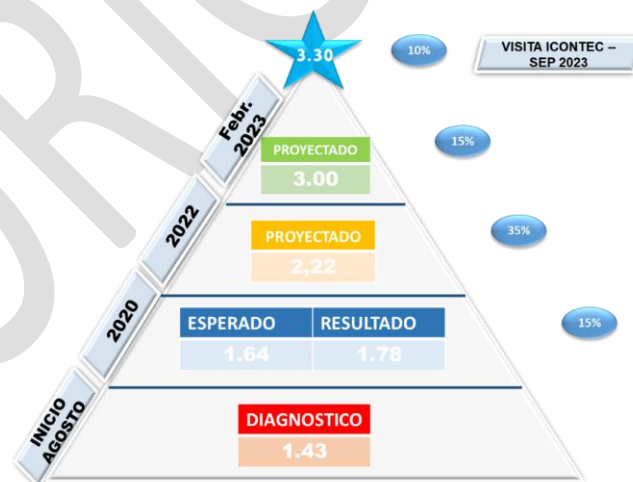 3.30
10%
VISITA ICONTEC –
SEP 2023
Febr.
2023
PROYECTADO
3.00
15%
2022
PROYECTADO
2,22
35%
2020
ESPERADO RESULTADO
1.64 1.78
15%
INICIO
AGOSTO
DIAGNOSTICO
1.43